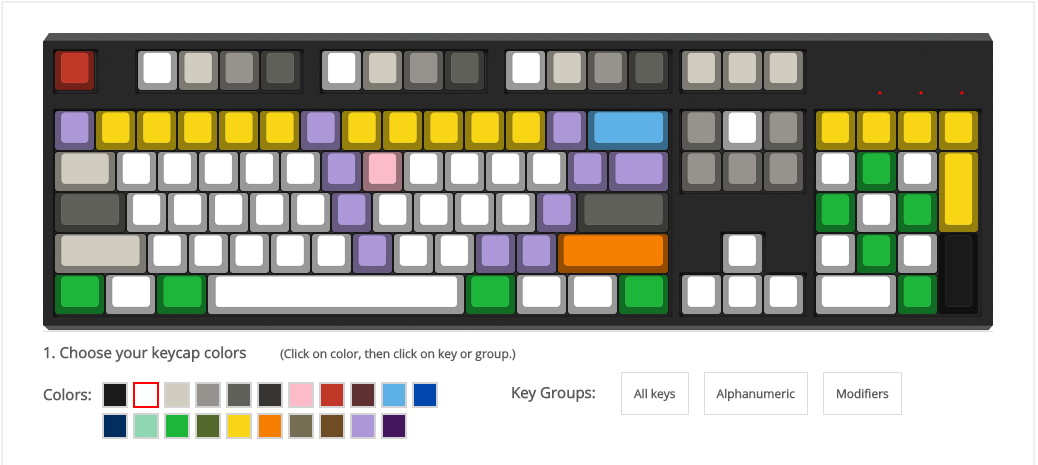 1. Choose your keycap colors (Click on color, then click on key or group.)
Colors:
Key Groups: All keys Alphanumeric Modifiers